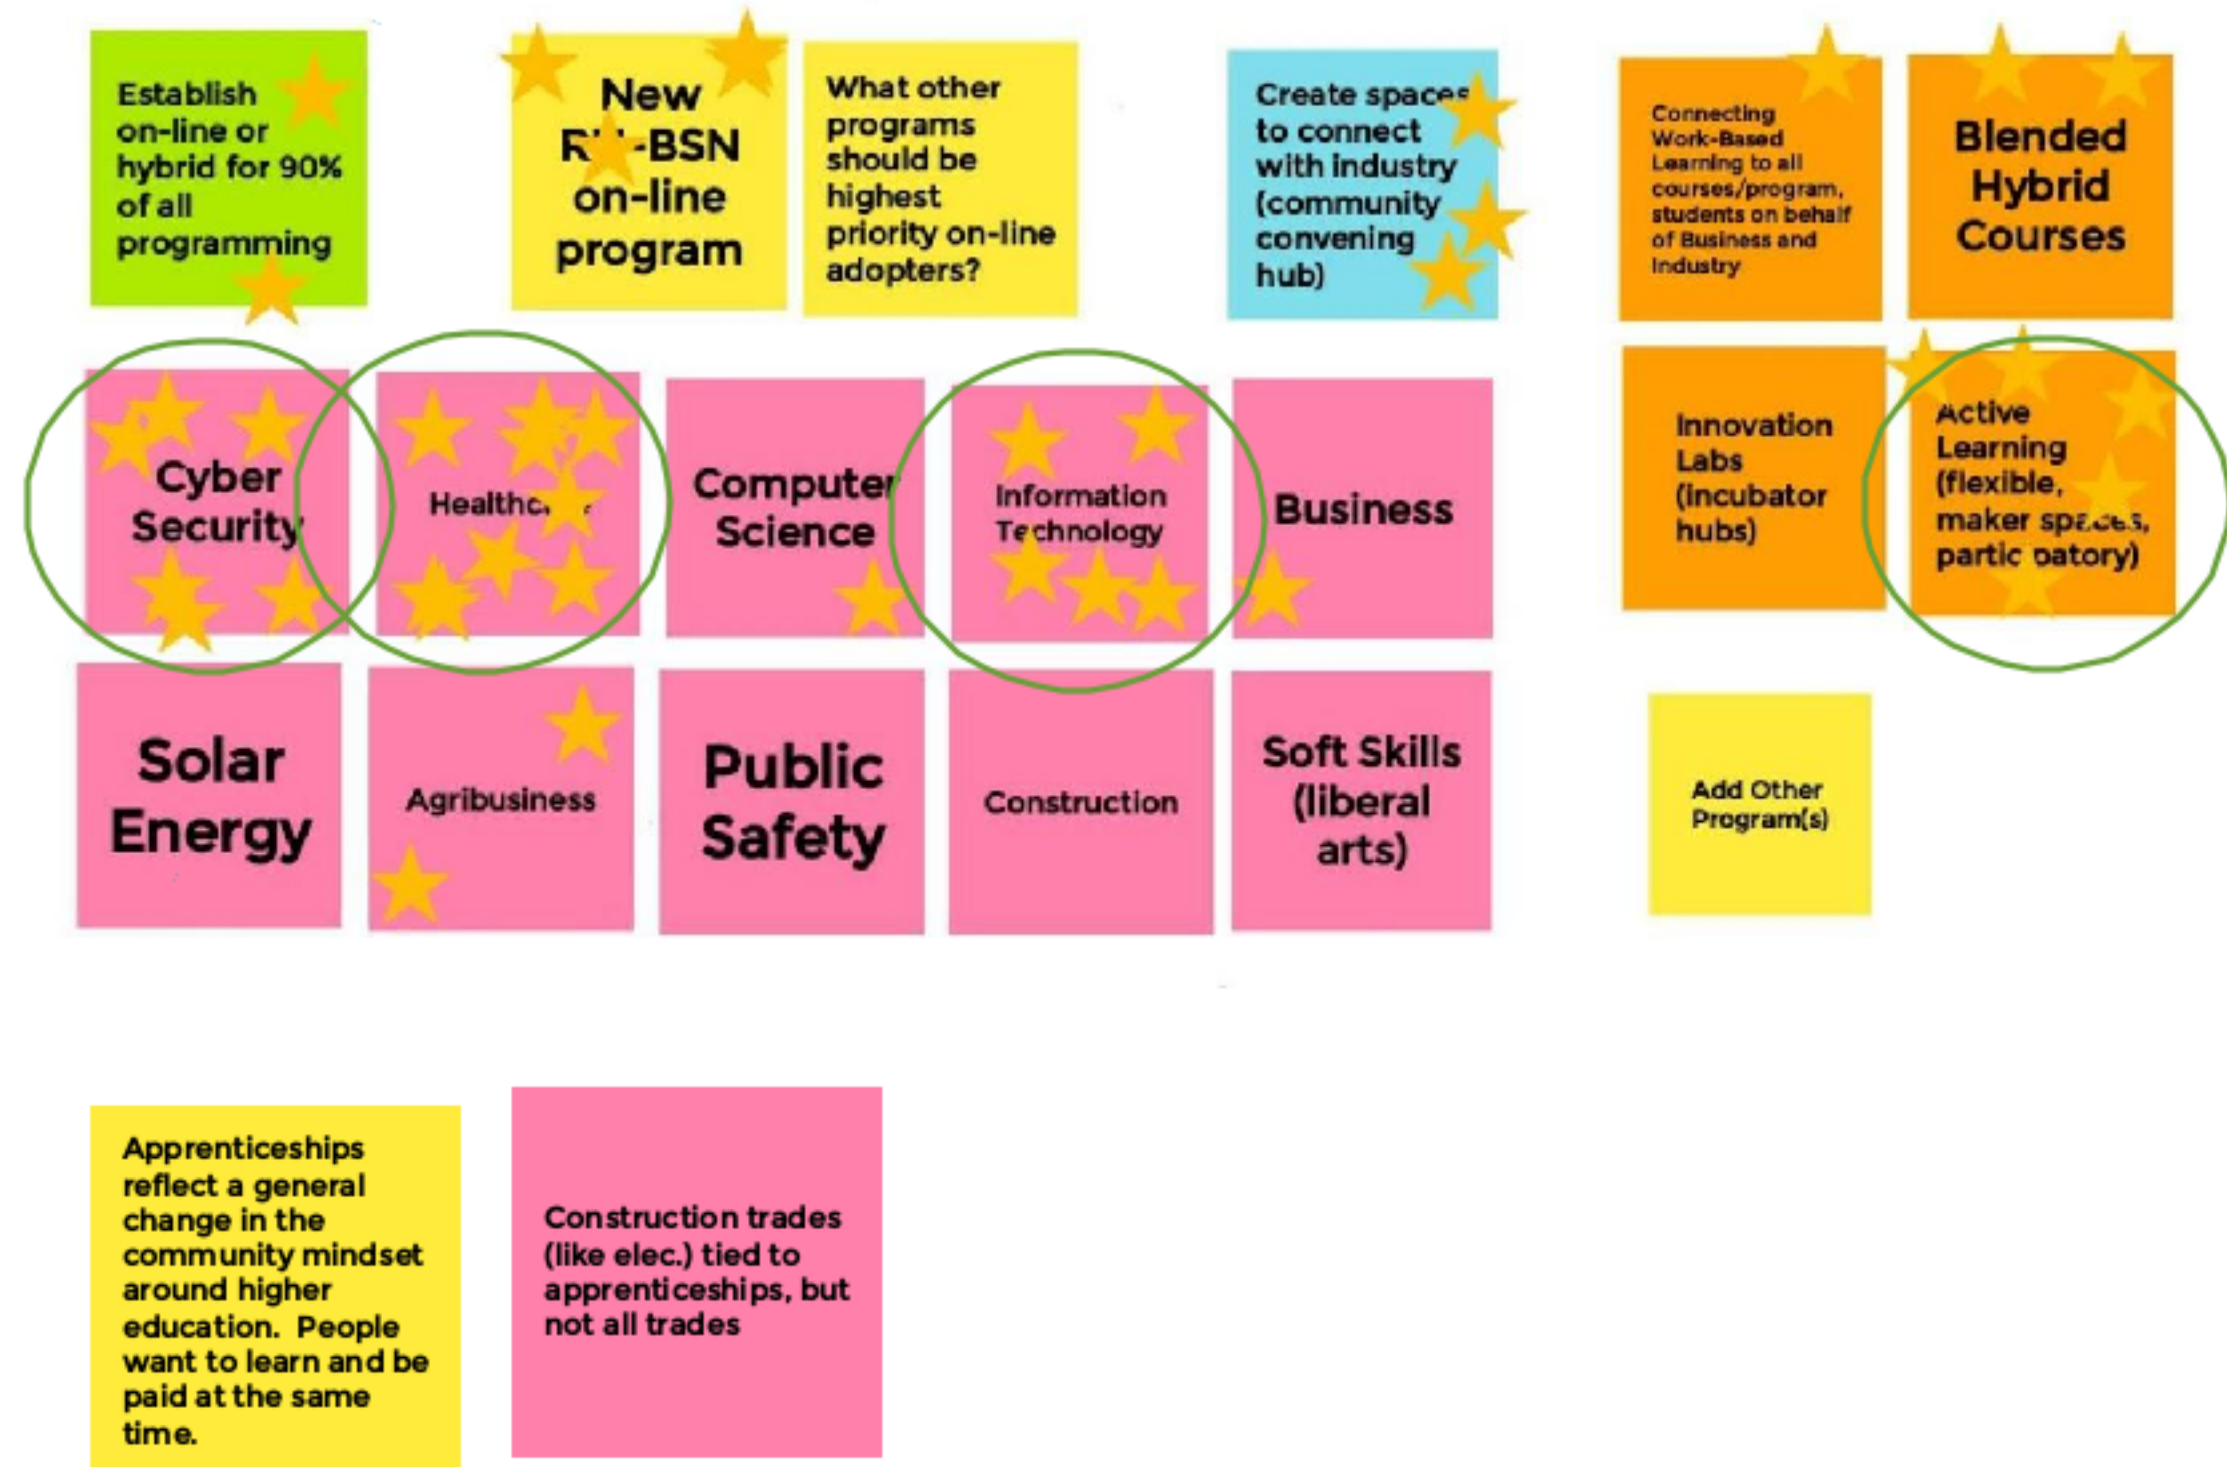 Establish
on-line or
hybrid for 90%
of all
programming
New
-BSN
on-line
program
What other
programs
should be
highest
priority on-line
adopters?
Create spaces
to connect
with industry
(community
convening
hub)
Connecting
Work-Based
Learning to all
courses/program,
students on behalf
of Business and
Industry
Blended
Hybrid
Courses
Cyber
Security
Computer
Science
Information
Technology
Business
Innovation
Labs
(incubator
hubs)
Active
Learning
(flexible,
maker spaces,
participatory)
Solar
Energy
Agribusiness
Public
Safety
Construction
Soft Skills
(liberal
arts)
Add Other
Program(s)
Apprenticeships
reflect a general
change in the
community mindset
around higher
education. People
want to learn and be
paid at the same
time.
Construction trades
(like elec.) tied to
apprenticeships, but
not all trades